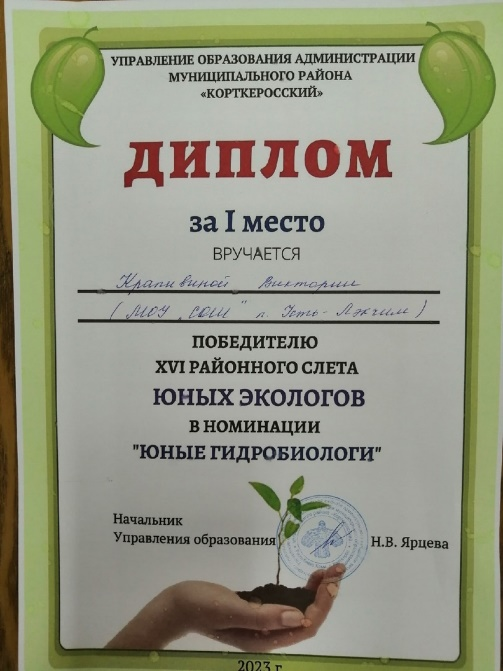 УПРАВЛЕНИЕ ОБРАЗОВАНИЯ АДМИНИСТРАЦИИ
МУНИЦИПАЛЬНОГО РАЙОНА
«КОРТКЕРОССКИЙ»
ДИПЛОМ
за I место
ВРУЧАЕТСЯ
Крапивиной Виктории
(МОУ „СОШ" п. Усть-Лэкчим)
ПОБЕДИТЕЛЮ
XVI РАЙОННОГО СЛЕТА
ЮНЫХ ЭКОЛОГОВ
В НОМИНАЦИИ
"ЮНЫЕ ГИДРОБИОЛОГИ"
Начальник
Управления образования Н.В. Ярцева
2023 г